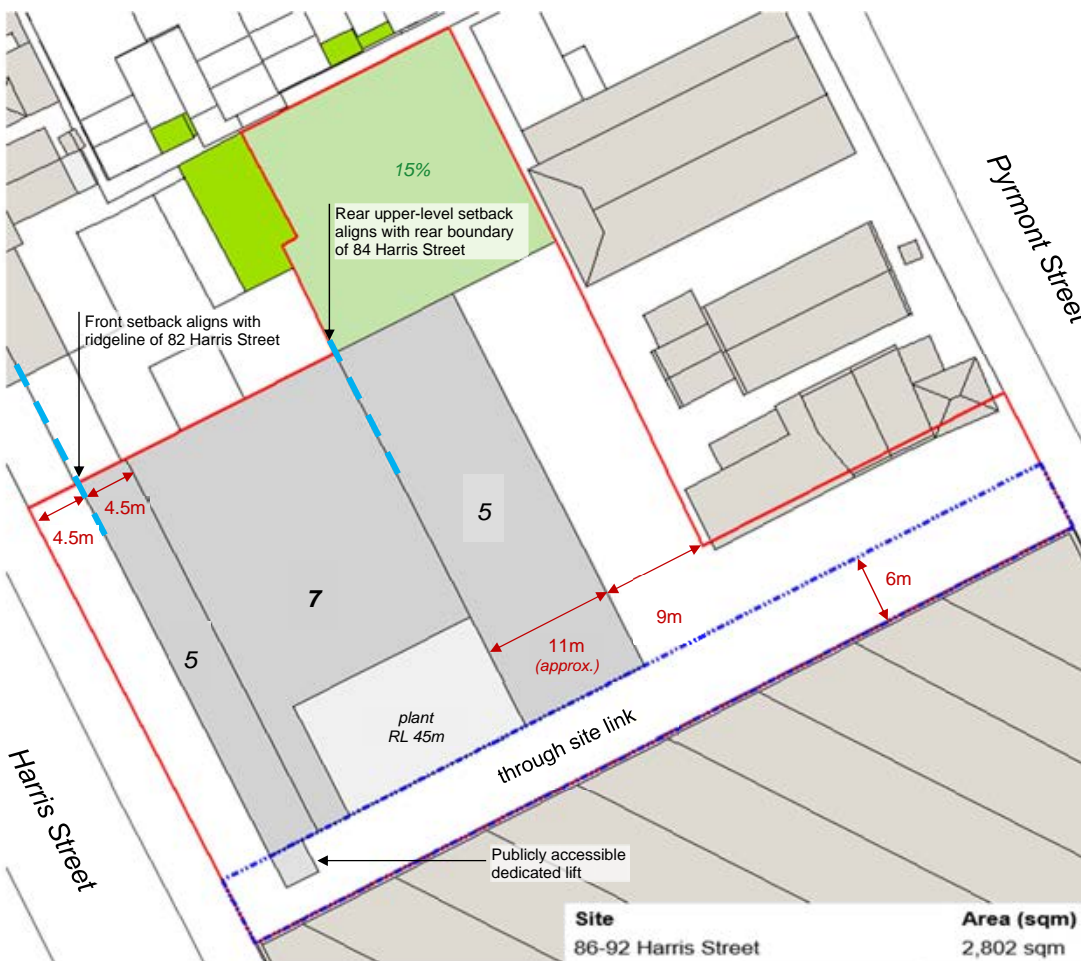 15%
Pyrmont Street
Rear upper-level setback
aligns with rear boundary
of 84 Harris Street
Front setback aligns with
ridgeline of 82 Harris Street
4.5m
4.5m
5
7
5
6m
9m
11m
(approx.)
plant
RL 45m
through site link
Harris Street
Publicly accessible
dedicated lift
Site Area (sqm)
86-92 Harris Street 2,802 sqm